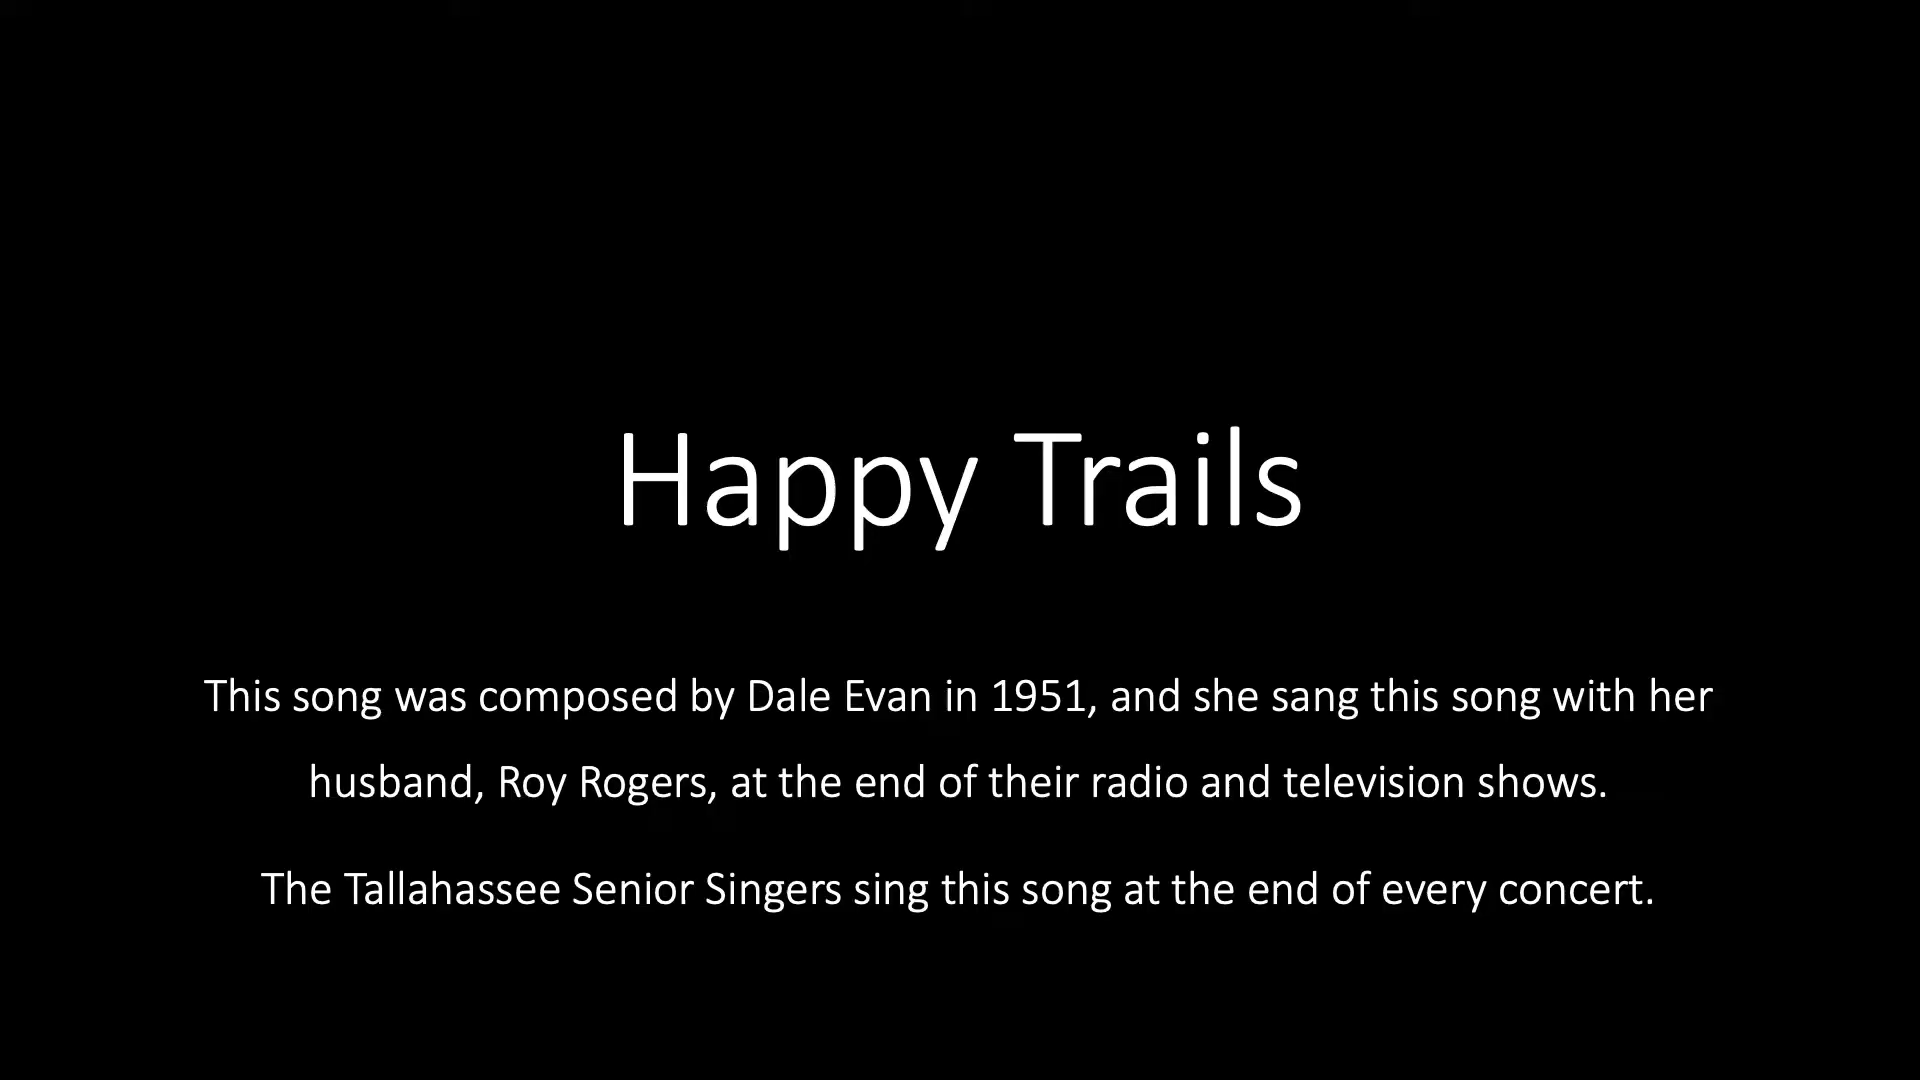 Happy Trails
This song was composed by Dale Evan in 1951, and she sang this song with her
husband, Roy Rogers, at the end of their radio and television shows.
The Tallahassee Senior Singers sing this song at the end of every concert.